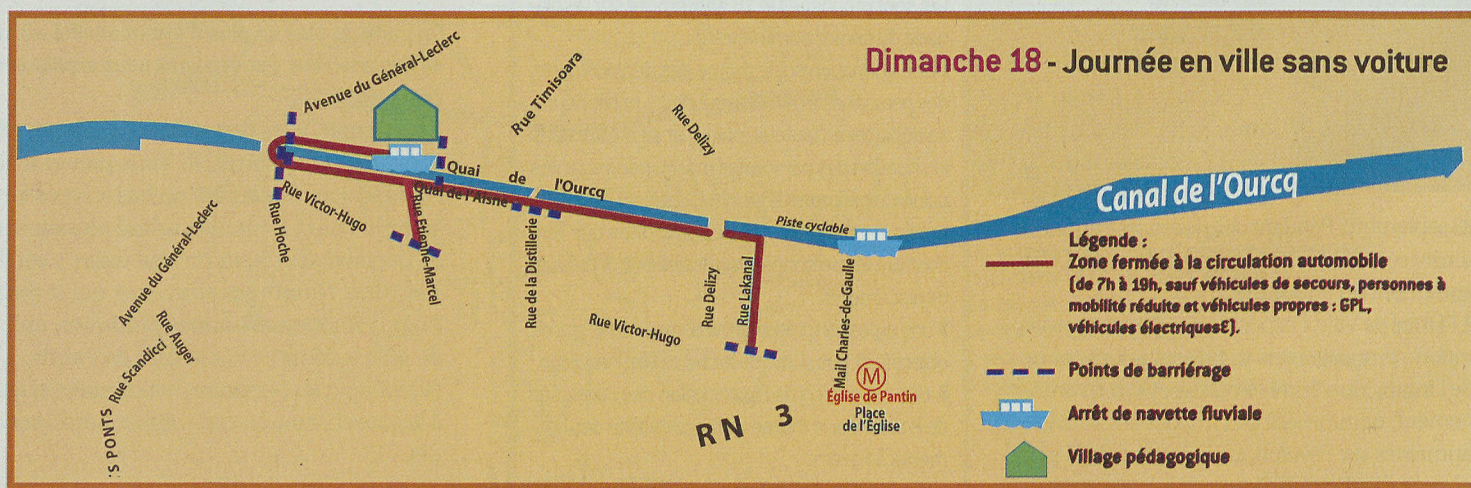 Dimanche 18 - Journée en ville sans voiture
Avenue du Général-Leclerc
Rue Timisoara
Rue Delizy
Quai de l'Ourcq
Quai de l'Aisne
Canal de l'Ourcq
Piste cyclable
Rue Victor-Hugo
Rue Hoche
Rue Etienne-Marcel
Avenue du Général-Leclerc
Rue de la Distillerie
Rue Delizy
Rue Lakanal
Mail Charles-de-Gaulle
Rue Victor-Hugo
Rue Auger
Rue Scandicci
'S PONTS
RN 3
M
Église de Pantin
Place
de l'Église
Légende :
Zone fermée à la circulation automobile
(de 7h à 19h, sauf véhicules de secours, personnes à
mobilité réduite et véhicules propres : GPL,
véhicules électriquesƐ).
Points de barriérage
Arrêt de navette fluviale
Village pédagogique